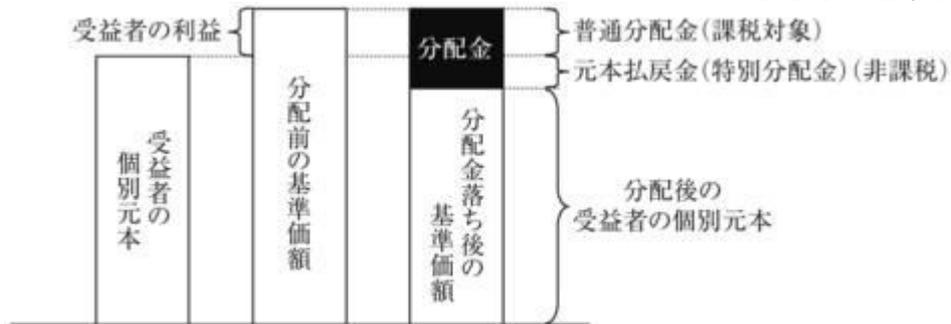 受益者の利益
分配金
普通分配金(課税対象)
元本払戻金(特別分配金)(非課税)
受益者の
個別元本
分配前の基準価額
分配金落ち後の
基準価額
分配後の
受益者の個別元本